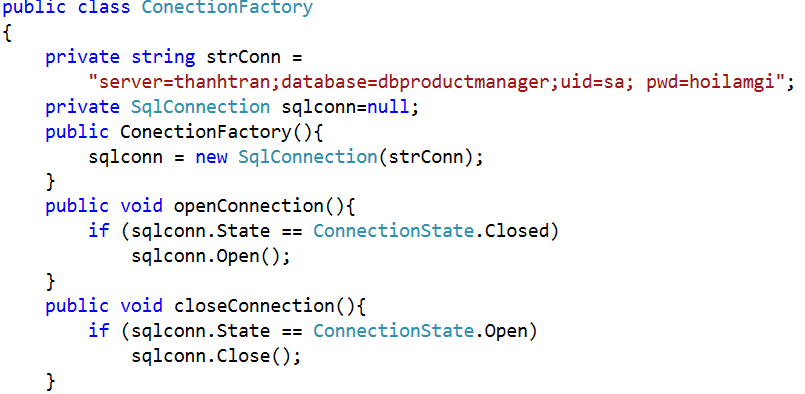 public class ConectionFactory
{
private string strConn =
"server=thanhtran;database=dbproductmanager;uid=sa; pwd=hoilamgi";
private SqlConnection sqlconn=null;
public ConectionFactory(){
sqlconn = new SqlConnection(strConn);
}
public void openConnection(){
if (sqlconn.State == ConnectionState.Closed)
sqlconn.Open();
}
public void closeConnection(){
if (sqlconn.State == ConnectionState.Open)
sqlconn.Close();
}